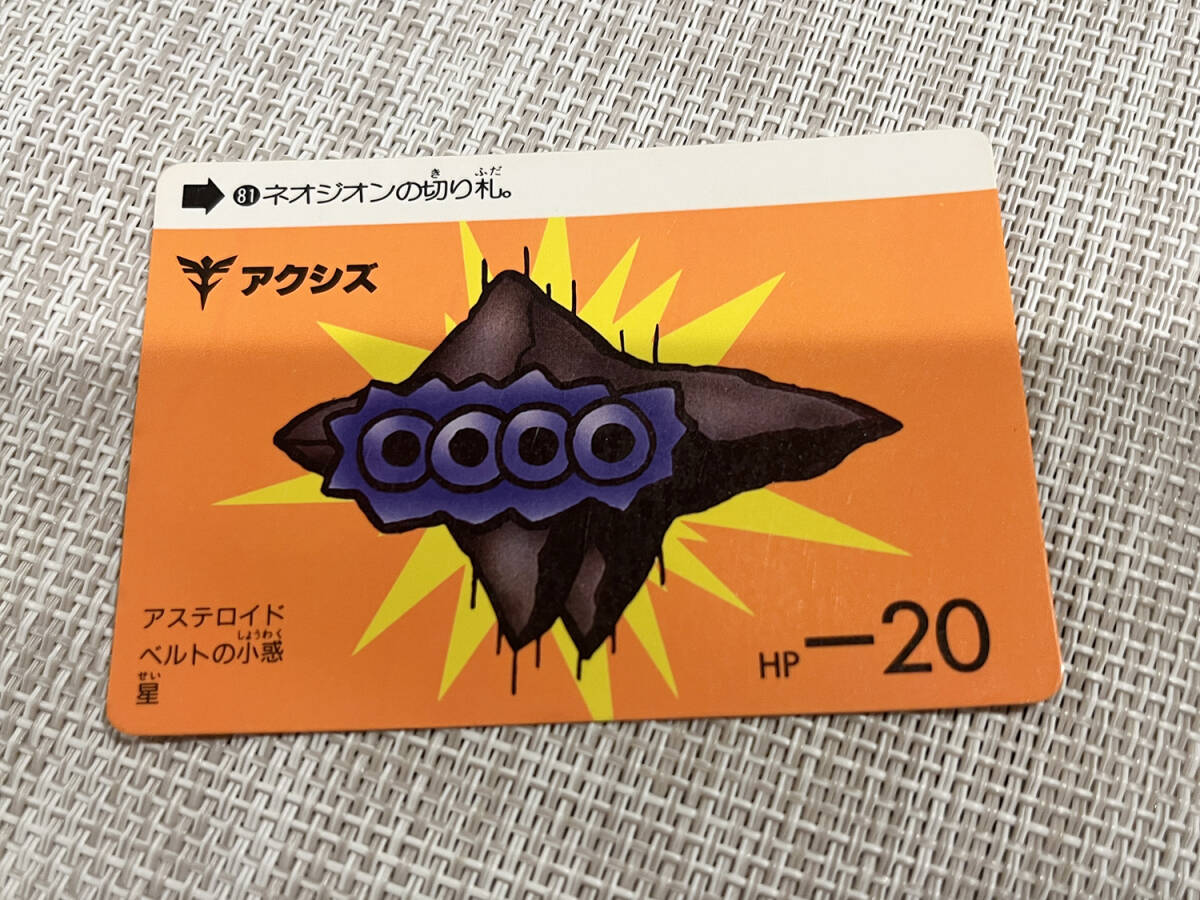 ➡ 81 ネオジオンの切り札。
き ふだ
アクシズ
アステロイド
ベルトの小惑
しょうわく
星
せい
HP −20